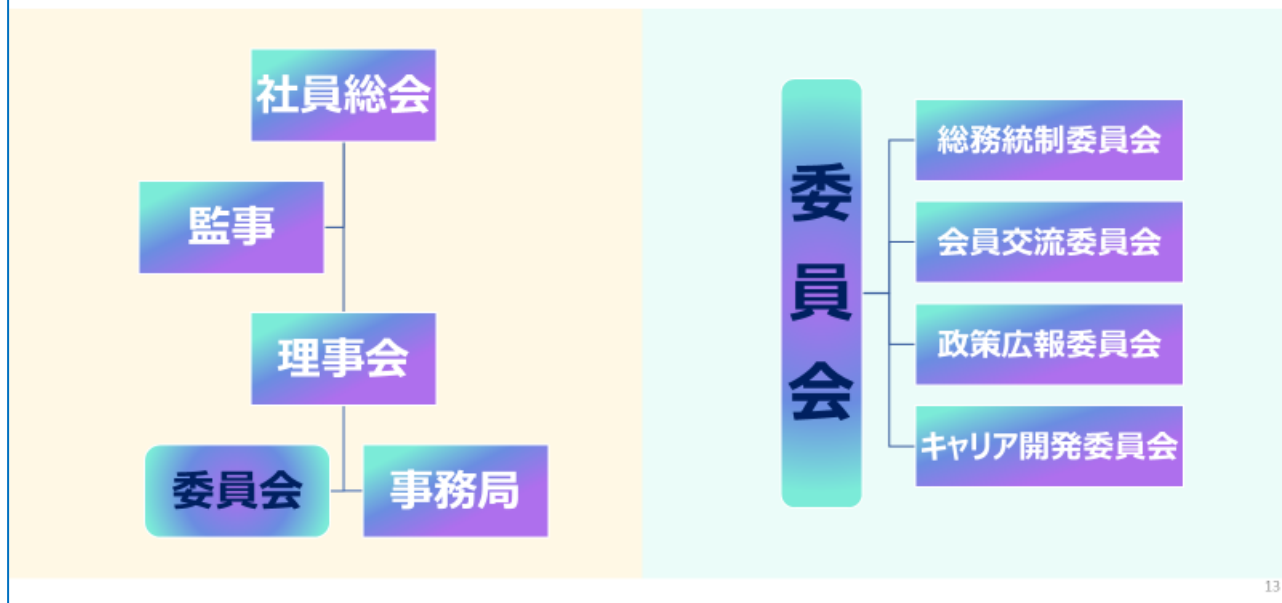 社員総会
監事
理事会
委員会
事務局
委員会
総務統制委員会
会員交流委員会
政策広報委員会
キャリア開発委員会
13